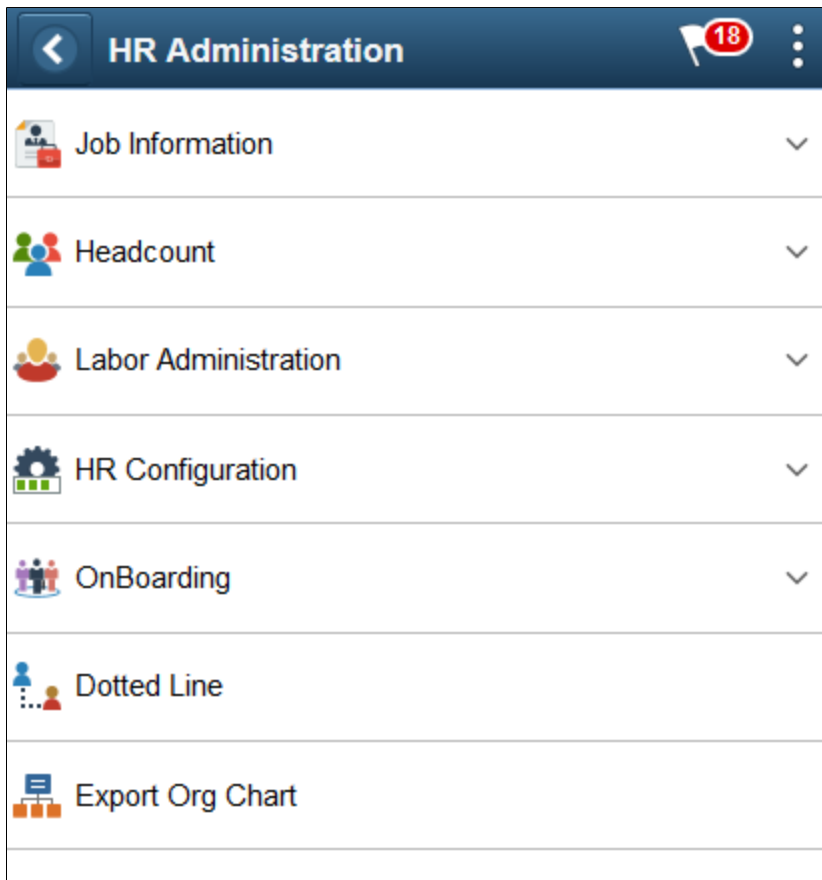 HR Administration
18
Job Information
Headcount
Labor Administration
HR Configuration
OnBoarding
Dotted Line
Export Org Chart